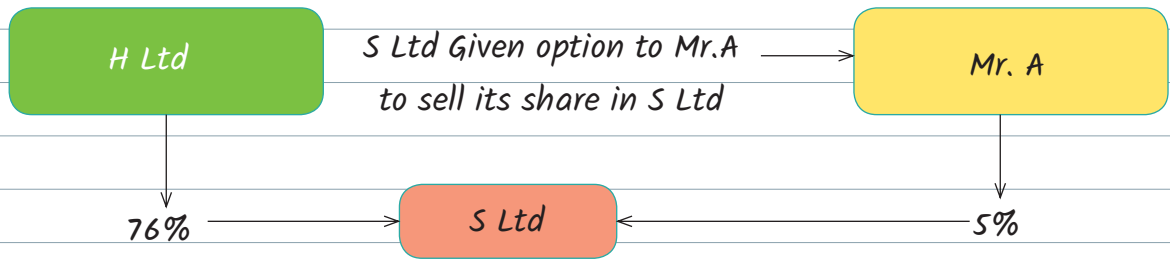 H Ltd
S Ltd Given option to Mr.A
to sell its share in S Ltd
Mr. A
76%
S Ltd
5%